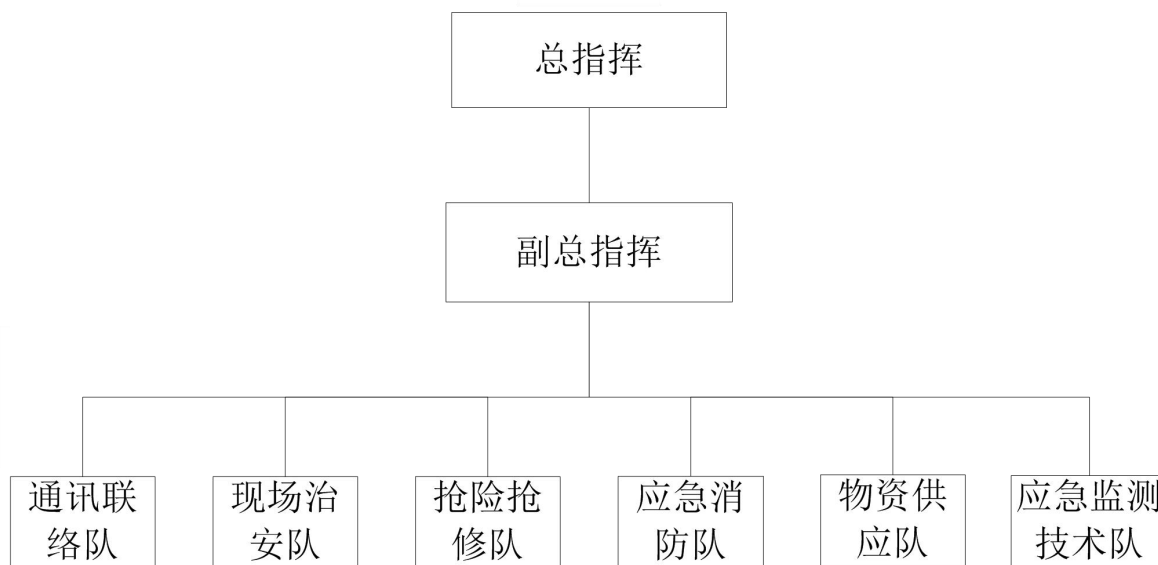 总指挥
副总指挥
通讯联
络队
现场治
安队
抢险抢
修队
应急消
防队
物资供
应队
应急监测
技术队